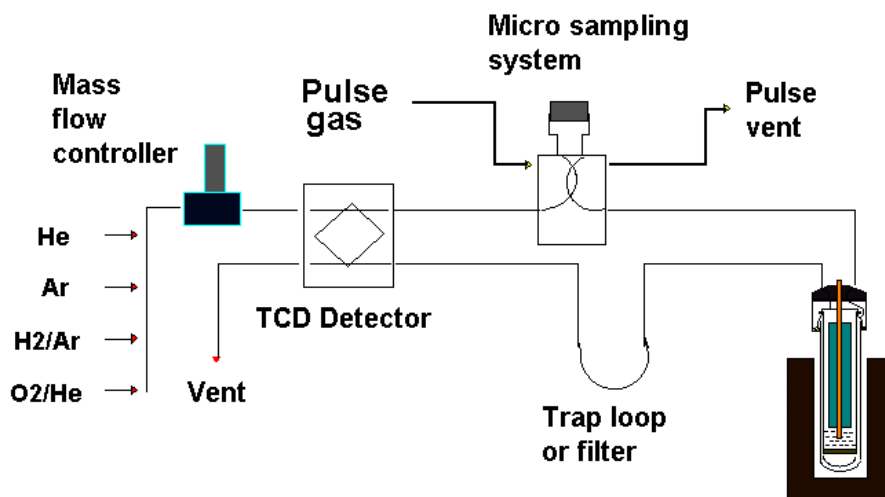 Micro sampling
system
Mass
flow
controller
Pulse
gas
Pulse
vent
He
Ar
H2/Ar
O2/He
TCD Detector
Vent
Trap loop
or filter